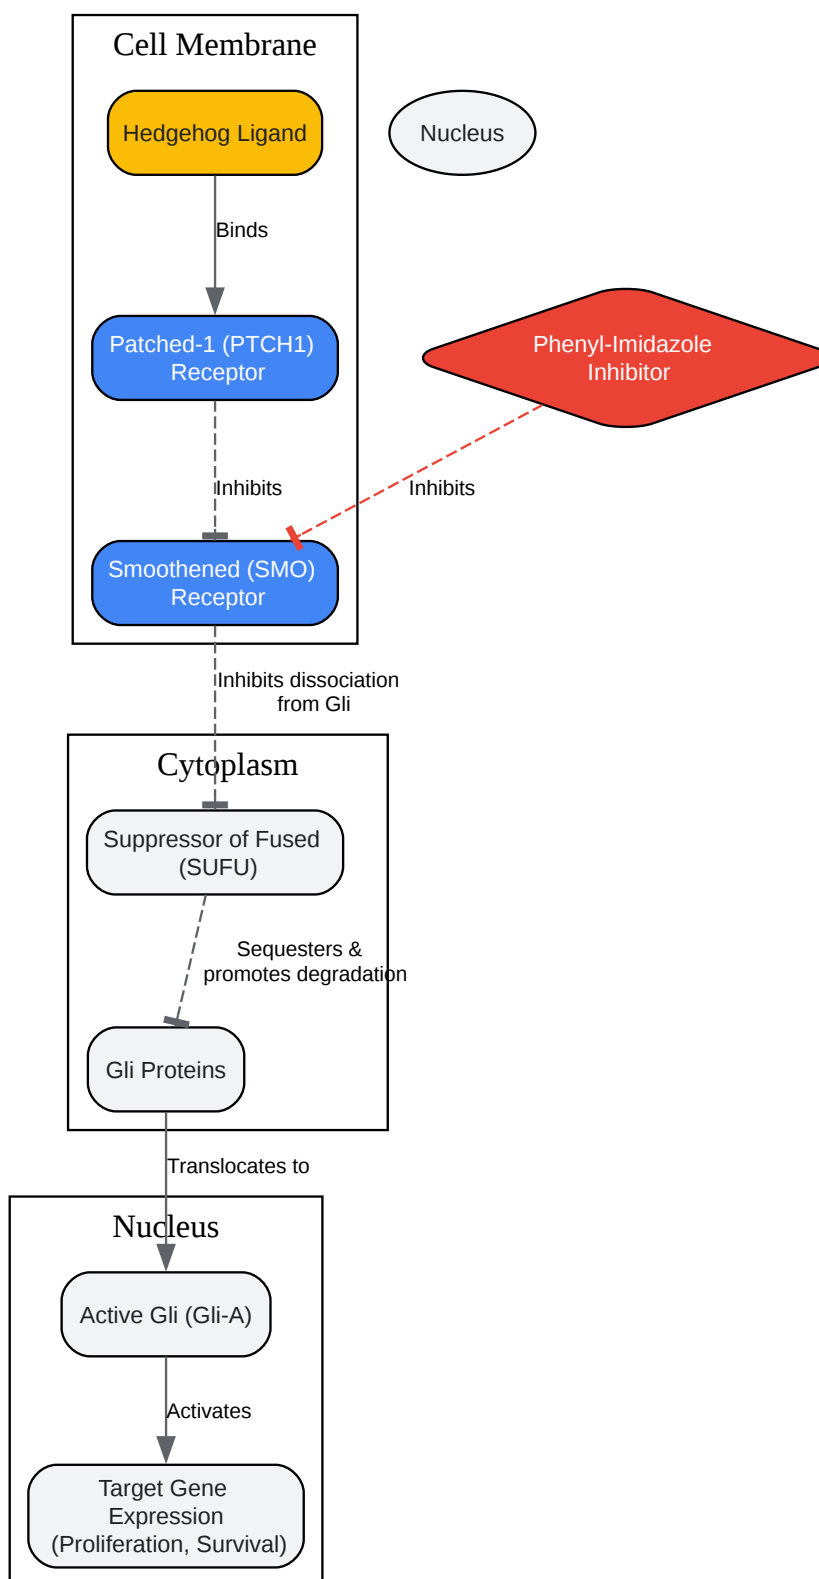 Cell Membrane
Hedgehog Ligand
Nucleus
Binds
Patched-1 (PTCH1)
Receptor
Phenyl-Imidazole
Inhibitor
Inhibits
Inhibits
Smoothened (SMO)
Receptor
Inhibits dissociation
from Gli
Cytoplasm
Suppressor of Fused
(SUFU)
Sequesters &
promotes degradation
Gli Proteins
Translocates to
Nucleus
Active Gli (Gli-A)
Activates
Target Gene
Expression
(Proliferation, Survival)